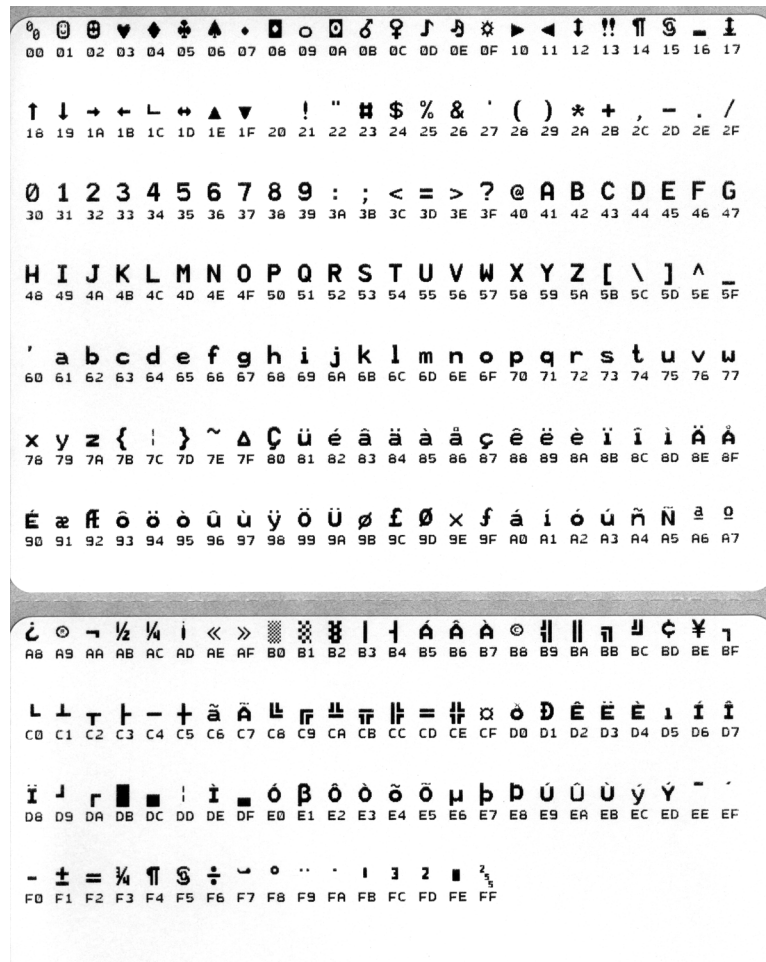 ⁰₀ ☺ ☻ ♥ ♦ ♣ ♠ • ◘ ○ ◙ ♂ ♀ ♪ ♫ ☼ ► ◄ ↕ ‼ ¶ § ▬ ↨
00 01 02 03 04 05 06 07 08 09 0A 0B 0C 0D 0E 0F 10 11 12 13 14 15 16 17
↑ ↓ → ← ∟ ↔ ▲ ▼ ! " # $ % & ' ( ) * + , - . /
18 19 1A 1B 1C 1D 1E 1F 20 21 22 23 24 25 26 27 28 29 2A 2B 2C 2D 2E 2F
0 1 2 3 4 5 6 7 8 9 : ; < = > ? @ A B C D E F G
30 31 32 33 34 35 36 37 38 39 3A 3B 3C 3D 3E 3F 40 41 42 43 44 45 46 47
H I J K L M N O P Q R S T U V W X Y Z [ \ ] ^ _
48 49 4A 4B 4C 4D 4E 4F 50 51 52 53 54 55 56 57 58 59 5A 5B 5C 5D 5E 5F
' a b c d e f g h i j k l m n o p q r s t u v w
60 61 62 63 64 65 66 67 68 69 6A 6B 6C 6D 6E 6F 70 71 72 73 74 75 76 77
x y z { ¦ } ~ ∆ Ç ü é â ä à å ç ê ë è ï î ì Ä Å
78 79 7A 7B 7C 7D 7E 7F 80 81 82 83 84 85 86 87 88 89 8A 8B 8C 8D 8E 8F
É æ Æ ô ö ò û ù ÿ Ö Ü ø £ Ø × ƒ á í ó ú ñ Ñ ª º
90 91 92 93 94 95 96 97 98 99 9A 9B 9C 9D 9E 9F A0 A1 A2 A3 A4 A5 A6 A7
¿ ® ¬ ½ ¼ ¡ « » ░ ▒ ▓ │ ┤ Á Â À © ╣ ║ ╗ ╝ ¢ ¥ ┐
A8 A9 AA AB AC AD AE AF B0 B1 B2 B3 B4 B5 B6 B7 B8 B9 BA BB BC BD BE BF
└ ┴ ┬ ├ ─ ┼ ã Ã ╚ ╔ ╩ ╦ ╠ ═ ╬ ¤ ð Ð Ê Ë È ı Í Î
C0 C1 C2 C3 C4 C5 C6 C7 C8 C9 CA CB CC CD CE CF D0 D1 D2 D3 D4 D5 D6 D7
Ï ┘ ┌ █ ▄ ¦ Ì ▬ Ó β Ô Ò õ Õ µ þ Þ Ú Û Ù ý Ý ¯ ´
D8 D9 DA DB DC DD DE DF E0 E1 E2 E3 E4 E5 E6 E7 E8 E9 EA EB EC ED EE EF
- ± = ¾ ¶ § ÷ ¸ ° ¨ · ¹ ³ ² ■ ²₅₅
F0 F1 F2 F3 F4 F5 F6 F7 F8 F9 FA FB FC FD FE FF